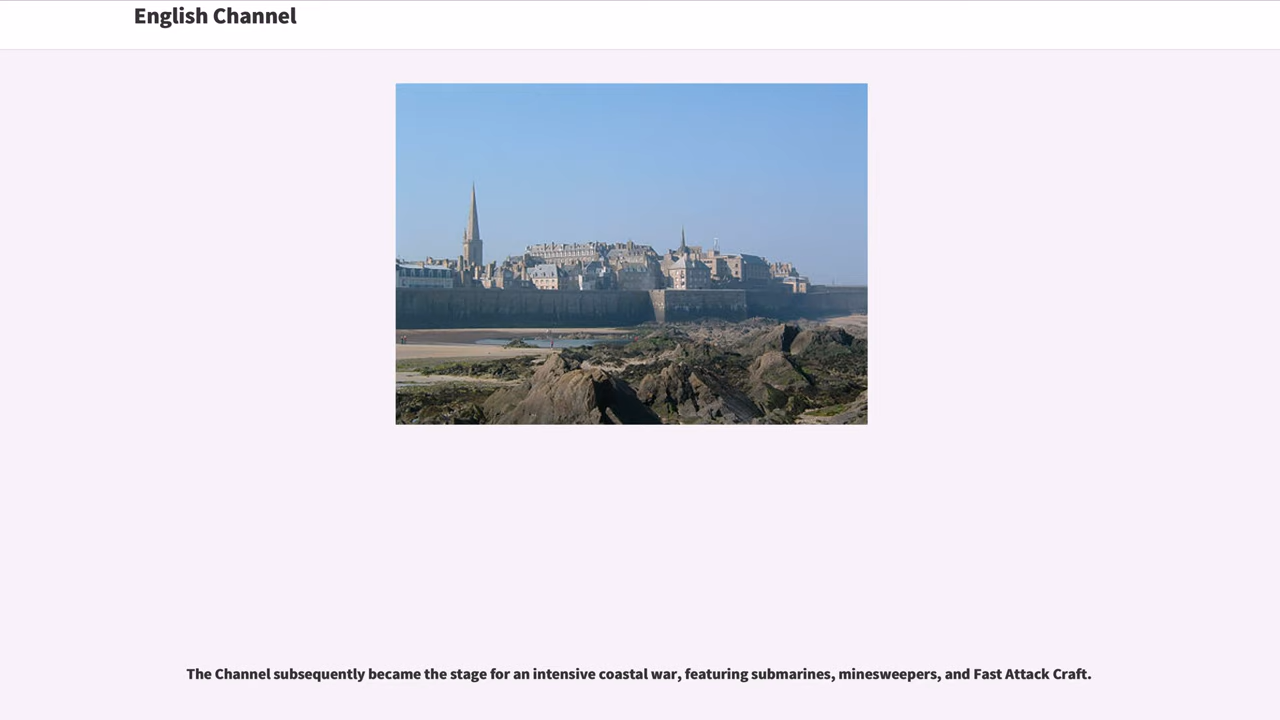 English Channel
The Channel subsequently became the stage for an intensive coastal war, featuring submarines, minesweepers, and Fast Attack Craft.